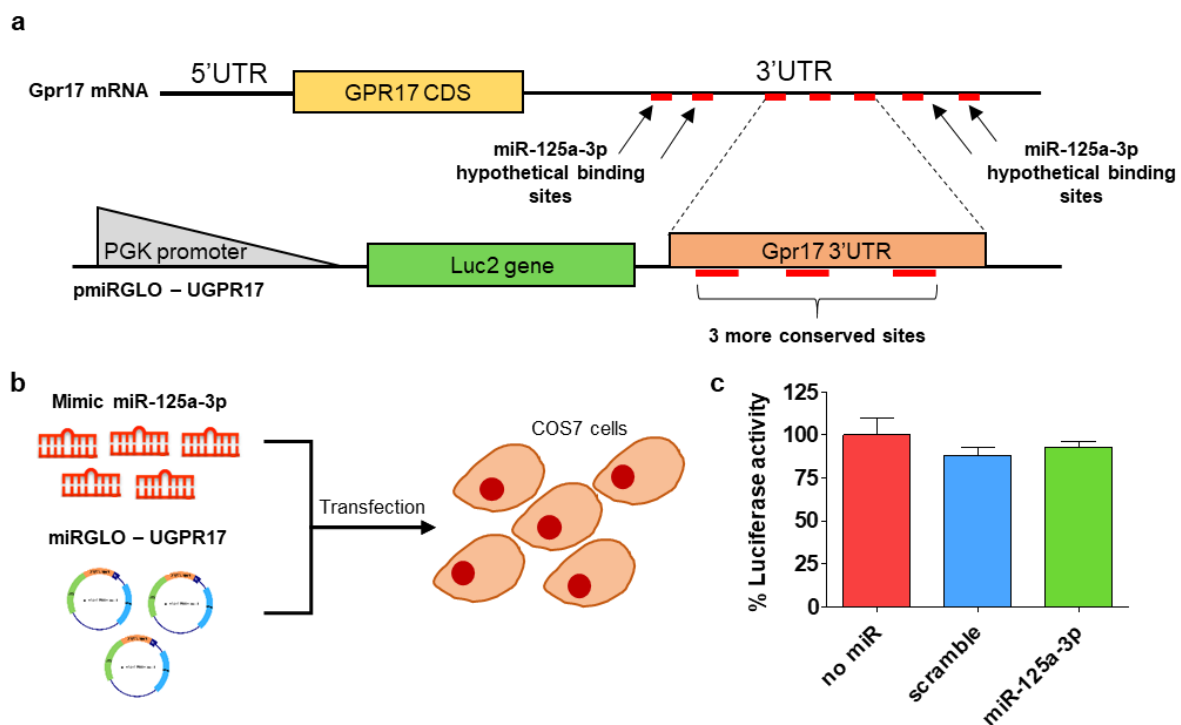 a
5'UTR
3'UTR
Gpr17 mRNA
GPR17 CDS
miR-125a-3p
hypothetical binding
sites
miR-125a-3p
hypothetical binding
sites
PGK promoter
Luc2 gene
Gpr17 3'UTR
pmiRGLO – UGPR17
3 more conserved sites
b
Mimic miR-125a-3p
COS7 cells
Transfection
miRGLO – UGPR17
c
% Luciferase activity
125
100
75
50
25
0
no miR
scramble
miR-125a-3p